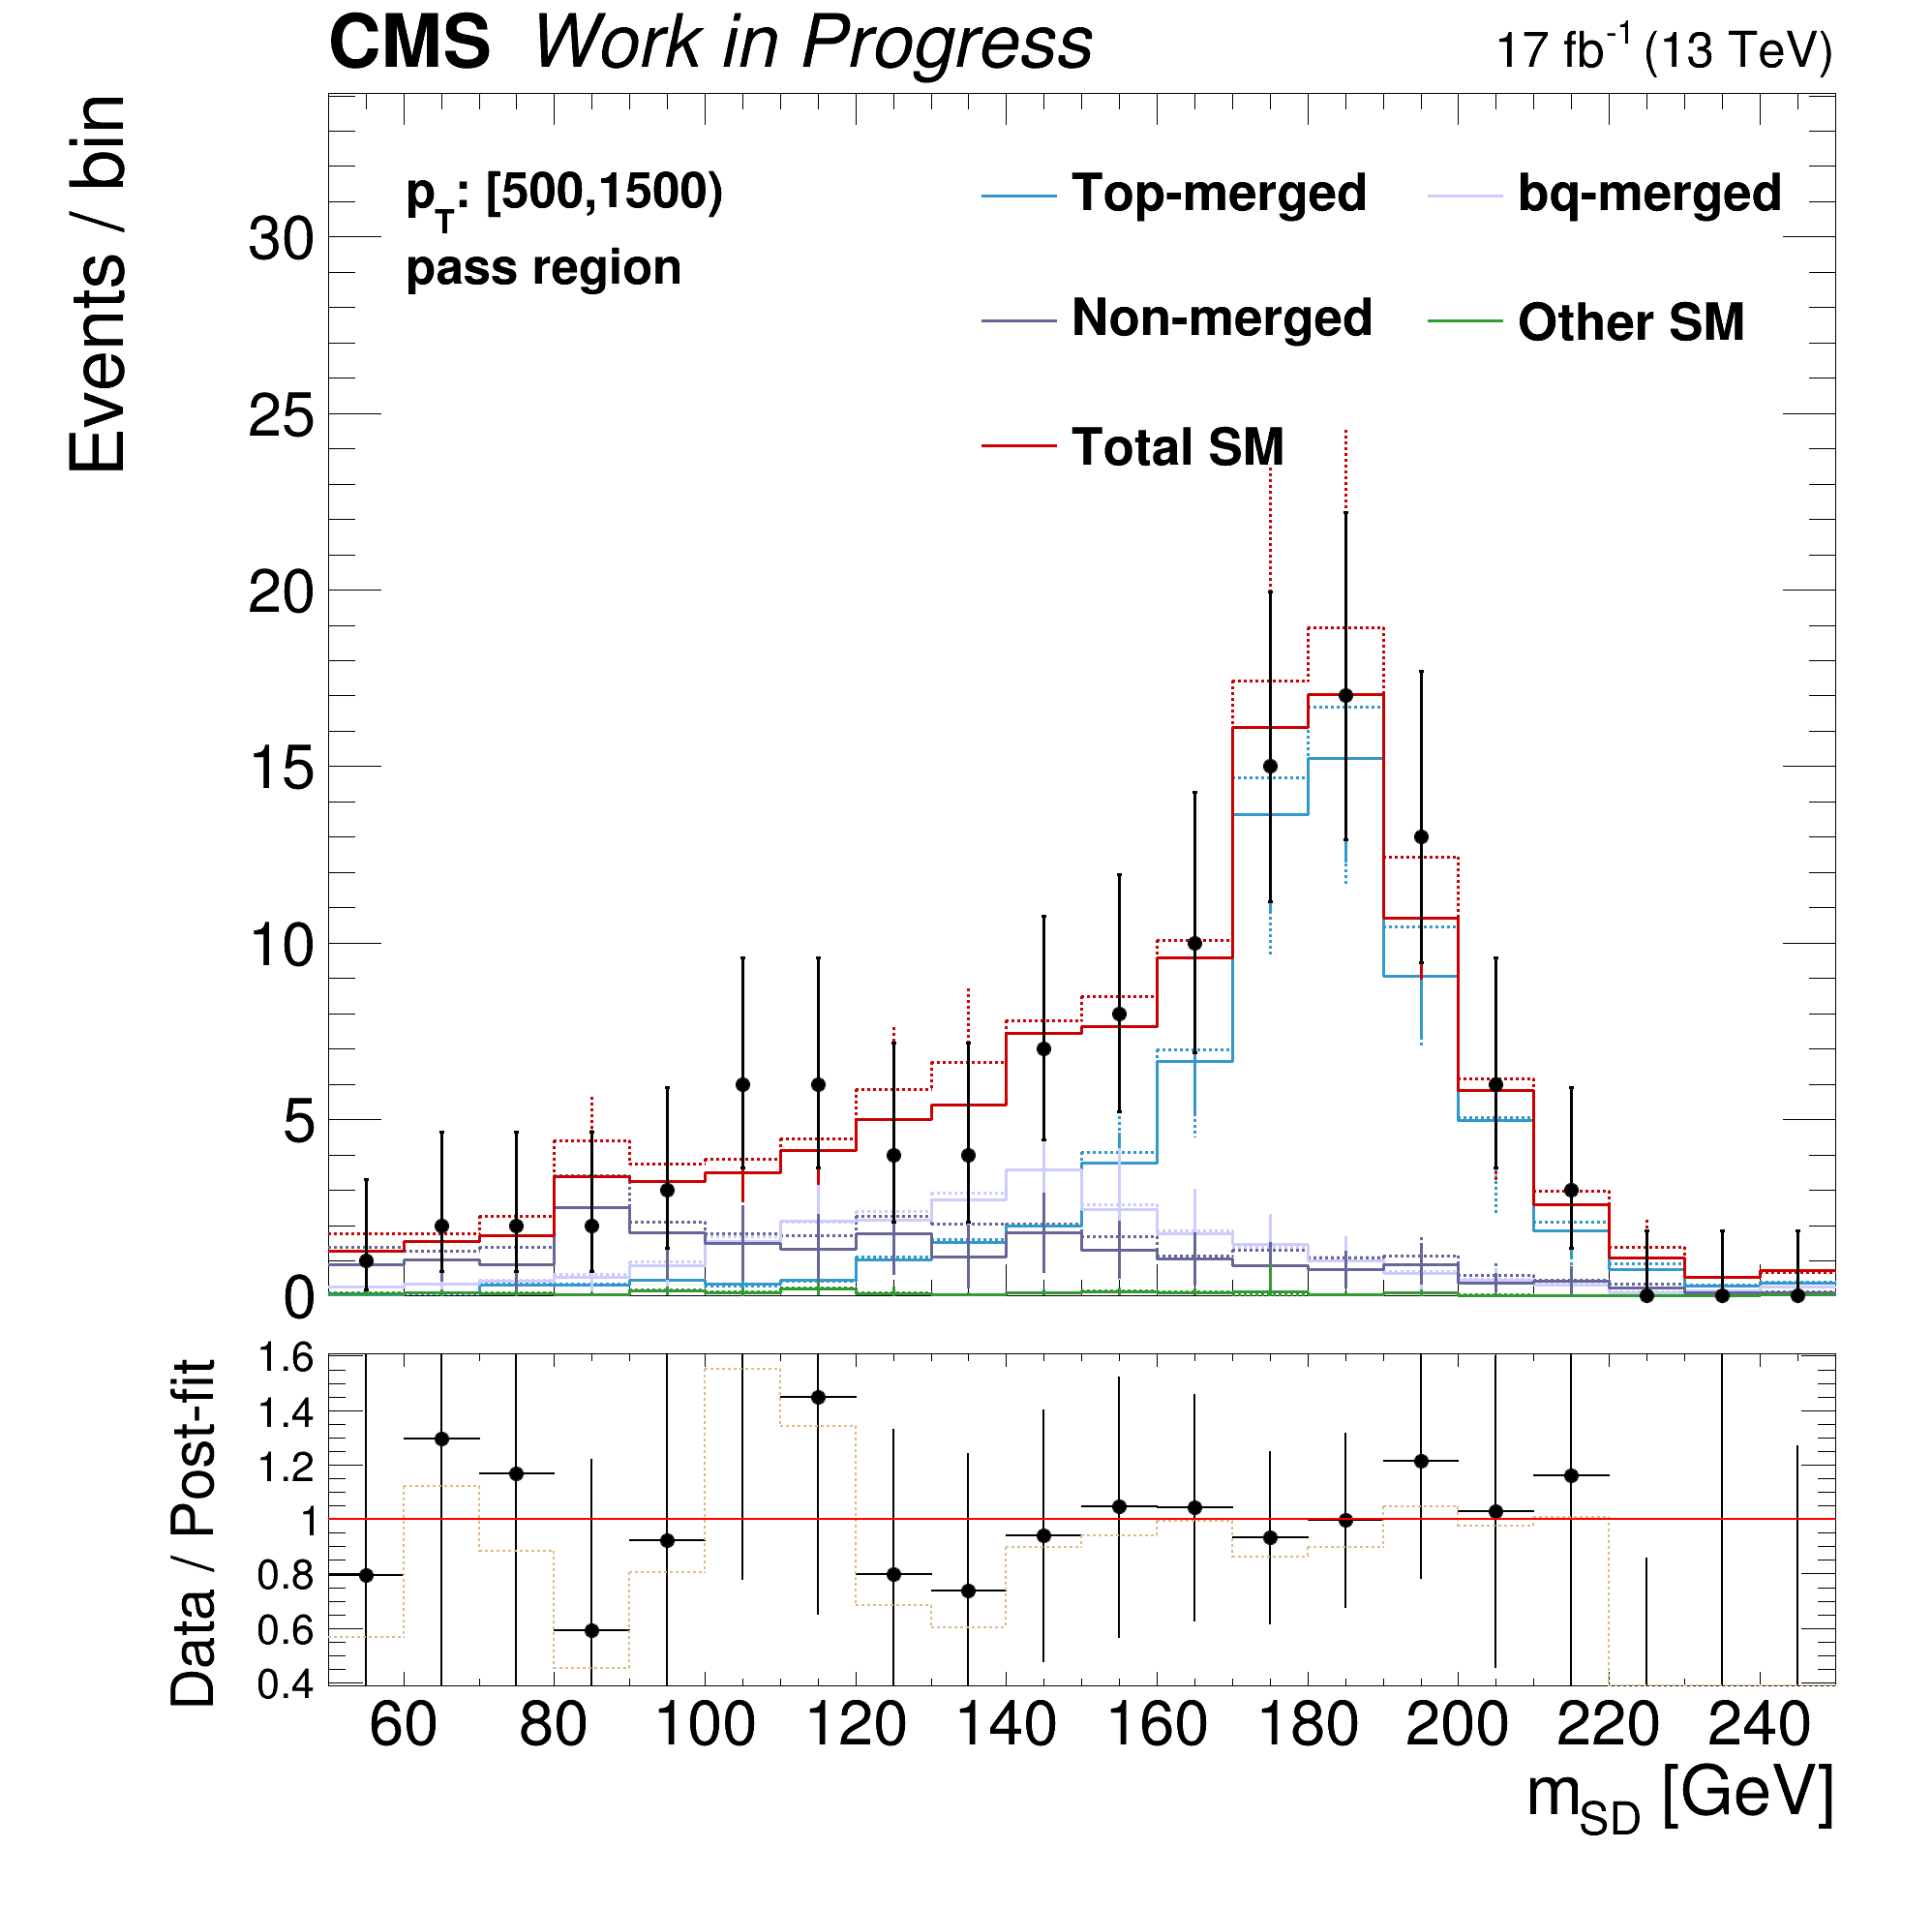 CMS Work in Progress 17 fb-1 (13 TeV)
Events / bin
pT: [500,1500)
pass region
Top-merged bq-merged
Non-merged Other SM
Total SM
30
25
20
15
10
5
0
Data / Post-fit
1.6
1.4
1.2
1
0.8
0.6
0.4
60 80 100 120 140 160 180 200 220 240
mSD [GeV]